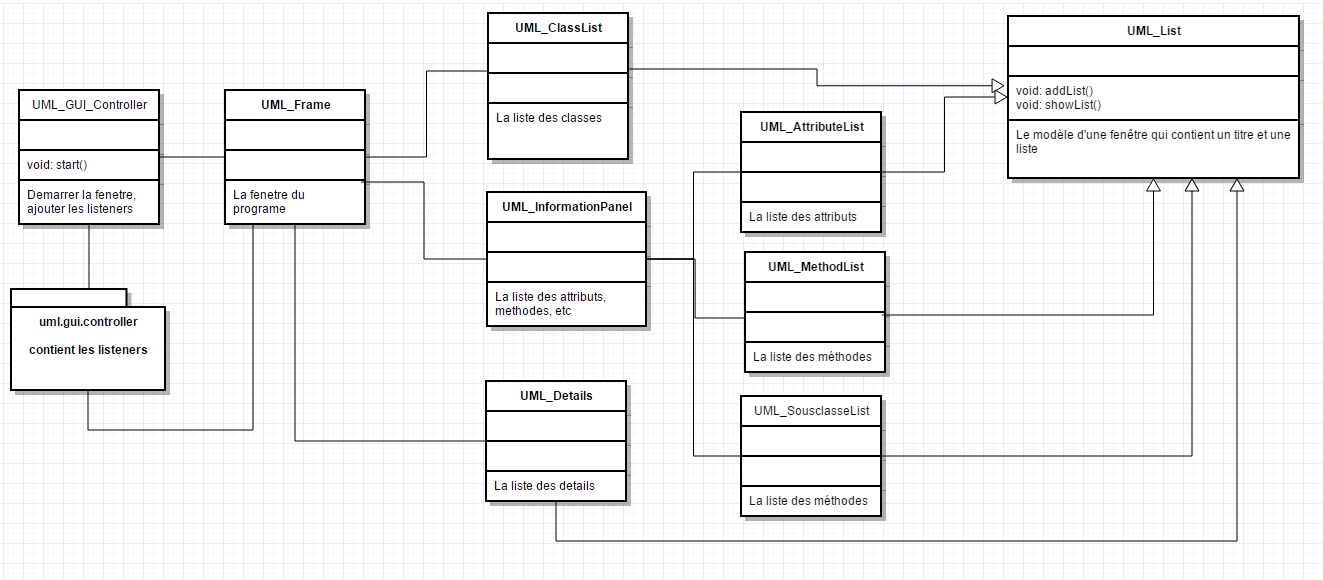 UML_GUI_Controller
void: start()
Demarrer la fenetre,
ajouter les listeners
uml.gui.controller
contient les listeners
UML_Frame
La fenetre du
programe
UML_ClassList
La liste des classes
UML_InformationPanel
La liste des attributs,
methodes, etc
UML_Details
La liste des details
UML_AttributeList
La liste des attributs
UML_MethodList
La liste des méthodes
UML_SousclasseList
La liste des méthodes
UML_List
void: addList()
void: showList()
Le modèle d'une fenêtre qui contient un titre et une
liste